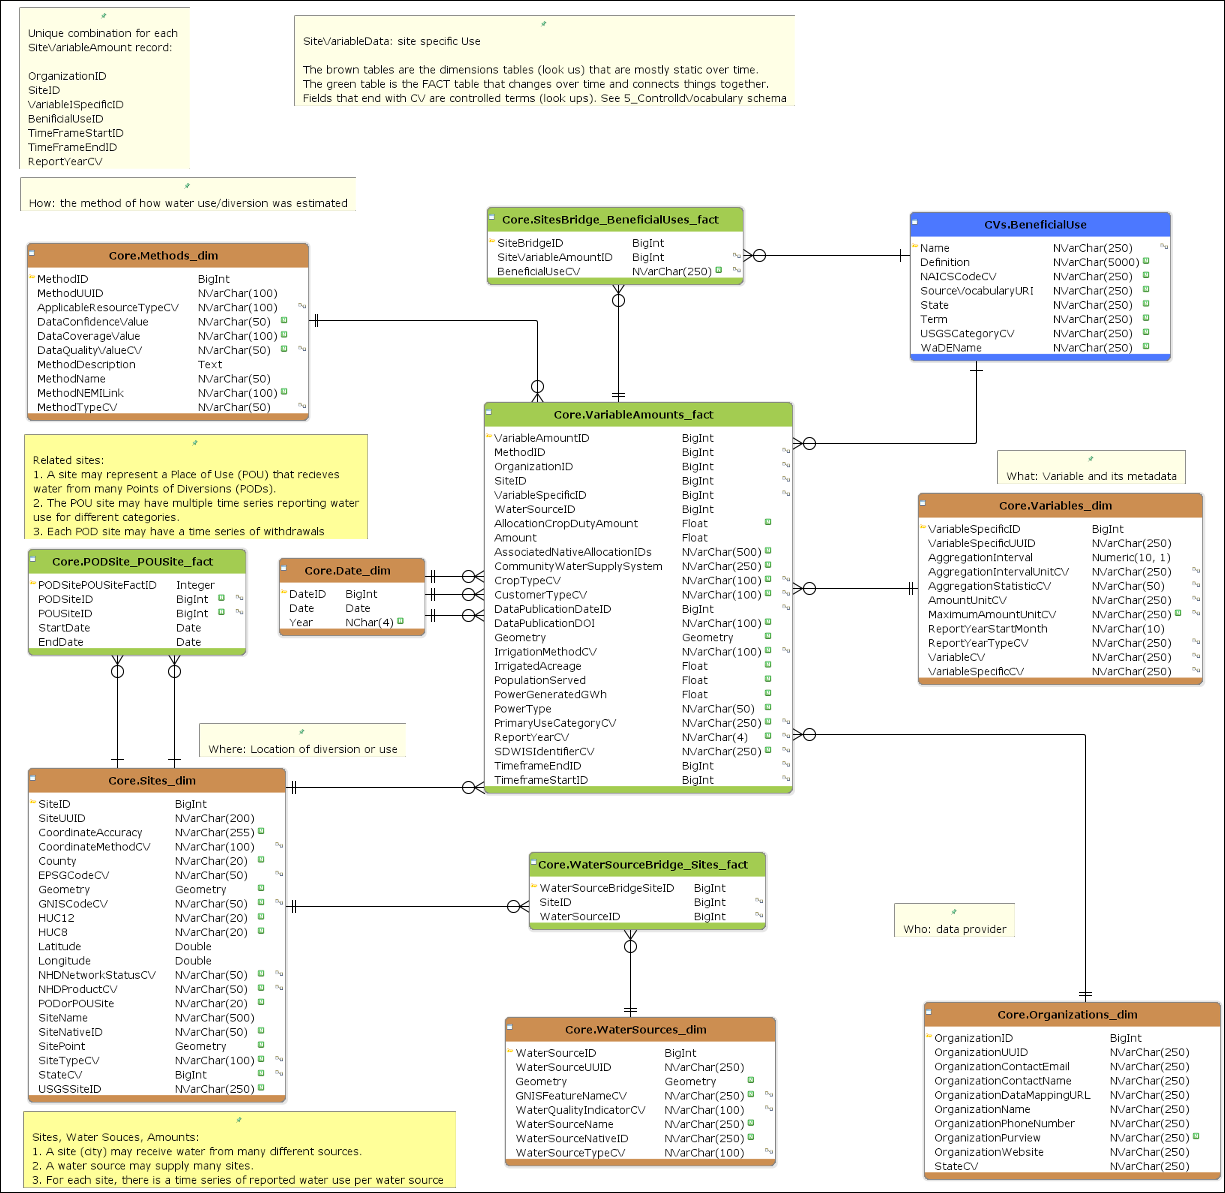 Unique combination for each
SiteVariableAmount record:
OrganizationID
SiteID
VariablelSpecificID
BenificialUseID
TimeFrameStartID
TimeFrameEndID
ReportYearCV
SiteVariableData: site specific Use
The brown tables are the dimensions tables (look us) that are mostly static over time.
The green table is the FACT table that changes over time and connects things together.
Fields that end with CV are controlled terms (look ups). See 5_ControlldVocabulary schema
How: the method of how water use/diversion was estimated
Core.Methods_dim
MethodID BigInt
MethodUUID NVarChar(100)
ApplicableResourceTypeCV NVarChar(100)
DataConfidenceValue NVarChar(50)
DataCoverageValue NVarChar(100)
DataQualityValueCV NVarChar(50)
MethodDescription Text
MethodName NVarChar(50)
MethodNEMILink NVarChar(100)
MethodTypeCV NVarChar(50)
Core.SitesBridge_BeneficialUses_fact
SiteBridgeID BigInt
SiteVariableAmountID BigInt
BeneficialUseCV NVarChar(250)
CVs.BeneficialUse
Name NVarChar(250)
Definition NVarChar(5000)
NAICSCodeCV NVarChar(250)
SourceVocabularyURI NVarChar(250)
State NVarChar(250)
Term NVarChar(250)
USGSCategoryCV NVarChar(250)
WaDEName NVarChar(250)
Related sites:
1. A site may represent a Place of Use (POU) that recieves
water from many Points of Diversions (PODs).
2. The POU site may have multiple time series reporting water
use for different categories.
3. Each POD site may have a time series of withdrawals
Core.PODSite_POUSite_fact
PODSitePOUSiteFactID Integer
PODSiteID BigInt
POUSiteID BigInt
StartDate Date
EndDate Date
Core.Date_dim
DateID BigInt
Date Date
Year NChar(4)
Core.VariableAmounts_fact
VariableAmountID BigInt
MethodID BigInt
OrganizationID BigInt
SiteID BigInt
VariableSpecificID BigInt
WaterSourceID BigInt
AllocationCropDutyAmount Float
Amount Float
AssociatedNativeAllocationIDs NVarChar(500)
CommunityWaterSupplySystem NVarChar(250)
CropTypeCV NVarChar(100)
CustomerTypeCV NVarChar(100)
DataPublicationDateID BigInt
DataPublicationDOI NVarChar(100)
Geometry Geometry
IrrigationMethodCV NVarChar(100)
IrrigatedAcreage Float
PopulationServed Float
PowerGeneratedGWh Float
PowerType NVarChar(50)
PrimaryUseCategoryCV NVarChar(250)
ReportYearCV NVarChar(4)
SDWISIdentifierCV NVarChar(250)
TimeframeEndID BigInt
TimeframeStartID BigInt
What: Variable and its metadata
Core.Variables_dim
VariableSpecificID BigInt
VariableSpecificUUID NVarChar(250)
AggregationInterval Numeric(10, 1)
AggregationIntervalUnitCV NVarChar(250)
AggregationStatisticCV NVarChar(50)
AmountUnitCV NVarChar(250)
MaximumAmountUnitCV NVarChar(250)
ReportYearStartMonth NVarChar(10)
ReportYearTypeCV NVarChar(250)
VariableCV NVarChar(250)
VariableSpecificCV NVarChar(250)
Where: Location of diversion or use
Core.Sites_dim
SiteID BigInt
SiteUUID NVarChar(200)
CoordinateAccuracy NVarChar(255)
CoordinateMethodCV NVarChar(100)
County NVarChar(20)
EPSGCodeCV NVarChar(50)
Geometry Geometry
GNISCodeCV NVarChar(50)
HUC12 NVarChar(20)
HUC8 NVarChar(20)
Latitude Double
Longitude Double
NHDNetworkStatusCV NVarChar(50)
NHDProductCV NVarChar(50)
PODorPOUSite NVarChar(20)
SiteName NVarChar(500)
SiteNativeID NVarChar(50)
SitePoint Geometry
SiteTypeCV NVarChar(100)
StateCV BigInt
USGSSiteID NVarChar(250)
Core.WaterSourceBridge_Sites_fact
WaterSourceBridgeSiteID BigInt
SiteID BigInt
WaterSourceID BigInt
Core.WaterSources_dim
WaterSourceID BigInt
WaterSourceUUID NVarChar(250)
Geometry Geometry
GNISFeatureNameCV NVarChar(250)
WaterQualityIndicatorCV NVarChar(100)
WaterSourceName NVarChar(250)
WaterSourceNativeID NVarChar(250)
WaterSourceTypeCV NVarChar(100)
Who: data provider
Core.Organizations_dim
OrganizationID BigInt
OrganizationUUID NVarChar(250)
OrganizationContactEmail NVarChar(250)
OrganizationContactName NVarChar(250)
OrganizationDataMappingURL NVarChar(250)
OrganizationName NVarChar(250)
OrganizationPhoneNumber NVarChar(250)
OrganizationPurview NVarChar(250)
OrganizationWebsite NVarChar(250)
StateCV NVarChar(250)
Sites, Water Souces, Amounts:
1. A site (city) may receive water from many different sources.
2. A water source may supply many sites.
3. For each site, there is a time series of reported water use per water source